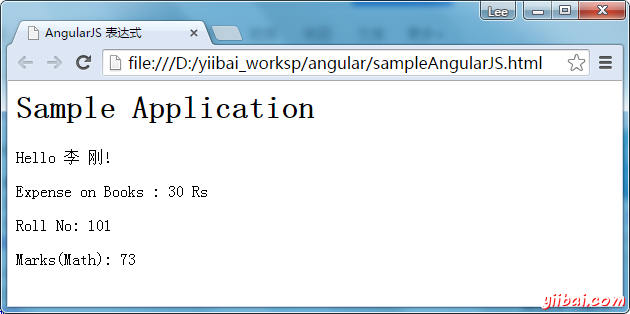 Lee
AngularJS 表达式
file:///D:/yiibai_worksp/angular/sampleAngularJS.html
Sample Application
Hello 李 刚!
Expense on Books : 30 Rs
Roll No: 101
Marks(Math): 73
yiibai.com